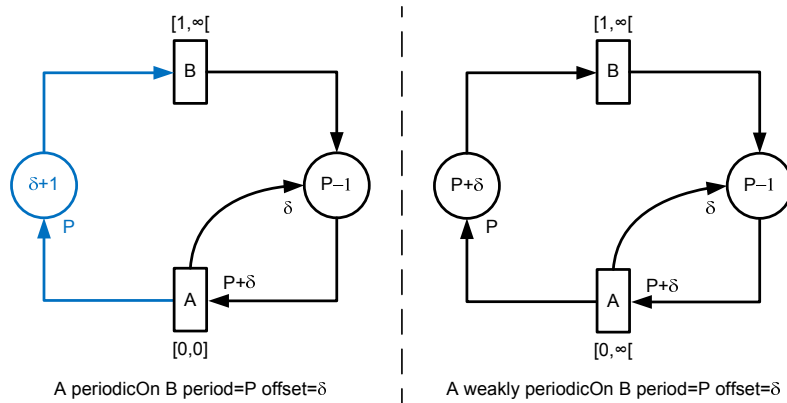 [1,∞[
B
δ+1
P−1
δ
P
P+δ
A
[0,0]
A periodicOn B period=P offset=δ
[1,∞[
B
P+δ
P−1
δ
P
P+δ
A
[0,∞[
A weakly periodicOn B period=P offset=δ